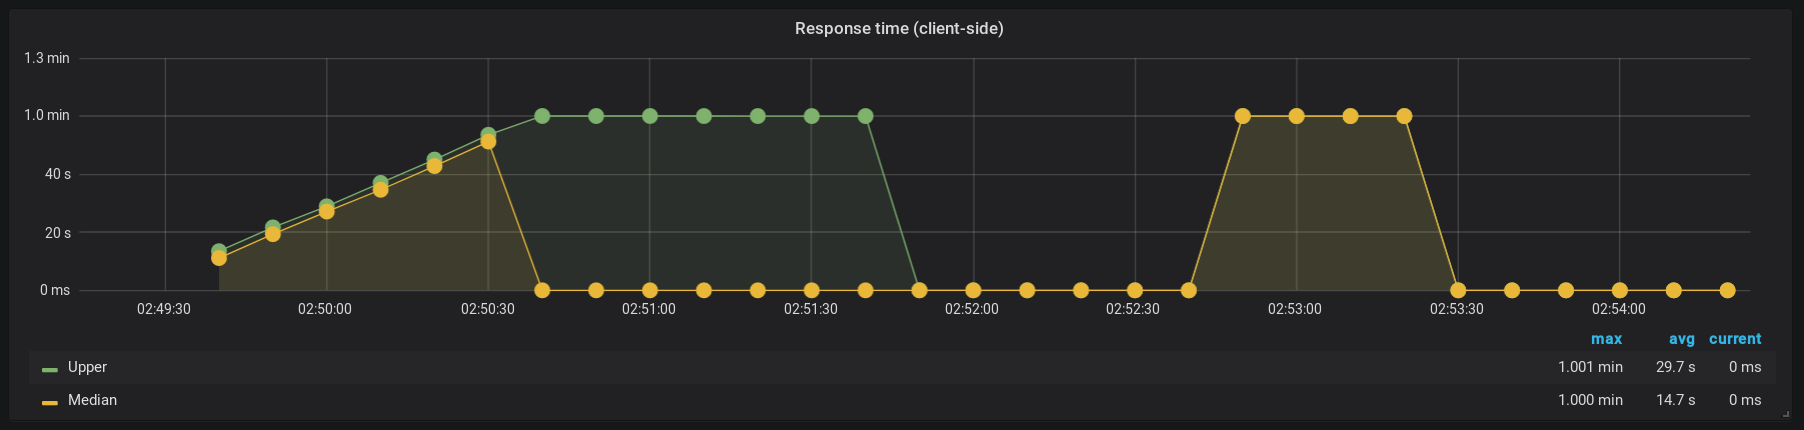 Response time (client-side)
1.3 min
1.0 min
40 s
20 s
0 ms
02:49:30 02:50:00 02:50:30 02:51:00 02:51:30 02:52:00 02:52:30 02:53:00 02:53:30 02:54:00
max avg current
Upper 1.001 min 29.7 s 0 ms
Median 1.000 min 14.7 s 0 ms